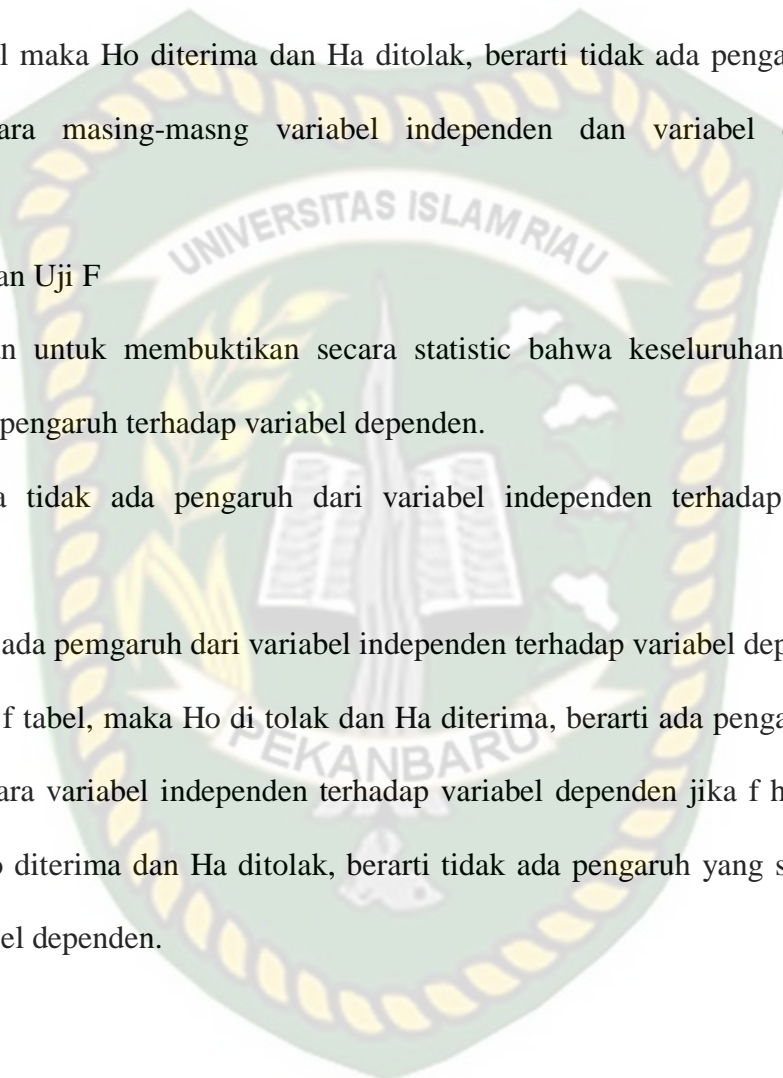 l maka Ho diterima dan Ha ditolak, berarti tidak ada penga
ara masing-masng variabel independen dan variabel
UNIVERSITAS ISLAM RIAU
an Uji F
n untuk membuktikan secara statistic bahwa keseluruhan
pengaruh terhadap variabel dependen.
a tidak ada pengaruh dari variabel independen terhadap
ada pemgaruh dari variabel independen terhadap variabel dep
f tabel, maka Ho di tolak dan Ha diterima, berarti ada penga
PEKANBARU
ara variabel independen terhadap variabel dependen jika f h
o diterima dan Ha ditolak, berarti tidak ada pengaruh yang s
el dependen.